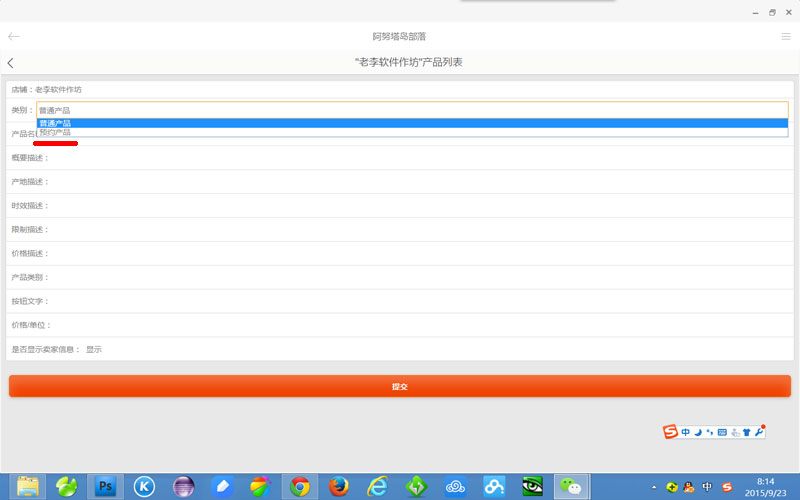 阿努塔岛部落
"老李软件作坊"产品列表
店铺：老李软件作坊
类别： 普通产品
普通产品
预约产品
产品名
概要描述：
产地描述：
时效描述：
限制描述：
价格描述：
产品类别：
按钮文字：
价格/单位：
是否显示卖家信息： 显示
提交
S 中
Ps K 中 S
8:14
2015/9/23